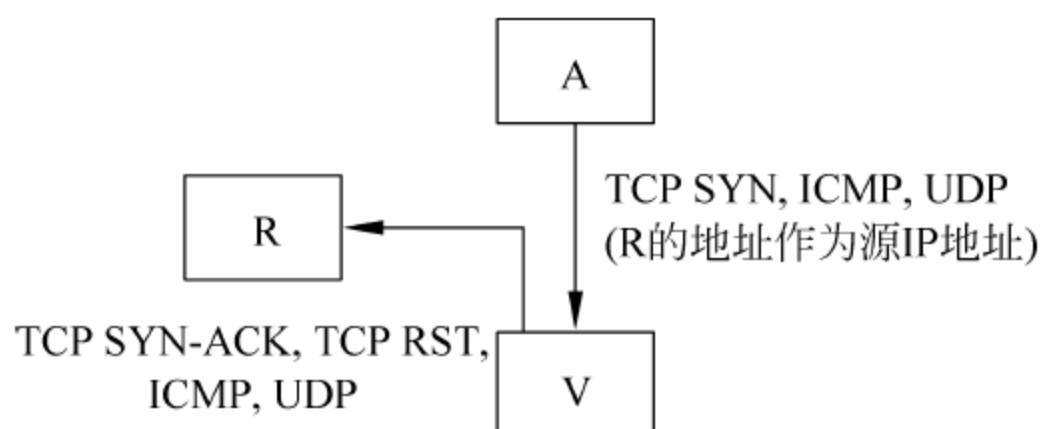 A
TCP SYN, ICMP, UDP
(R的地址作为源IP地址)
R
TCP SYN-ACK, TCP RST,
ICMP, UDP
V